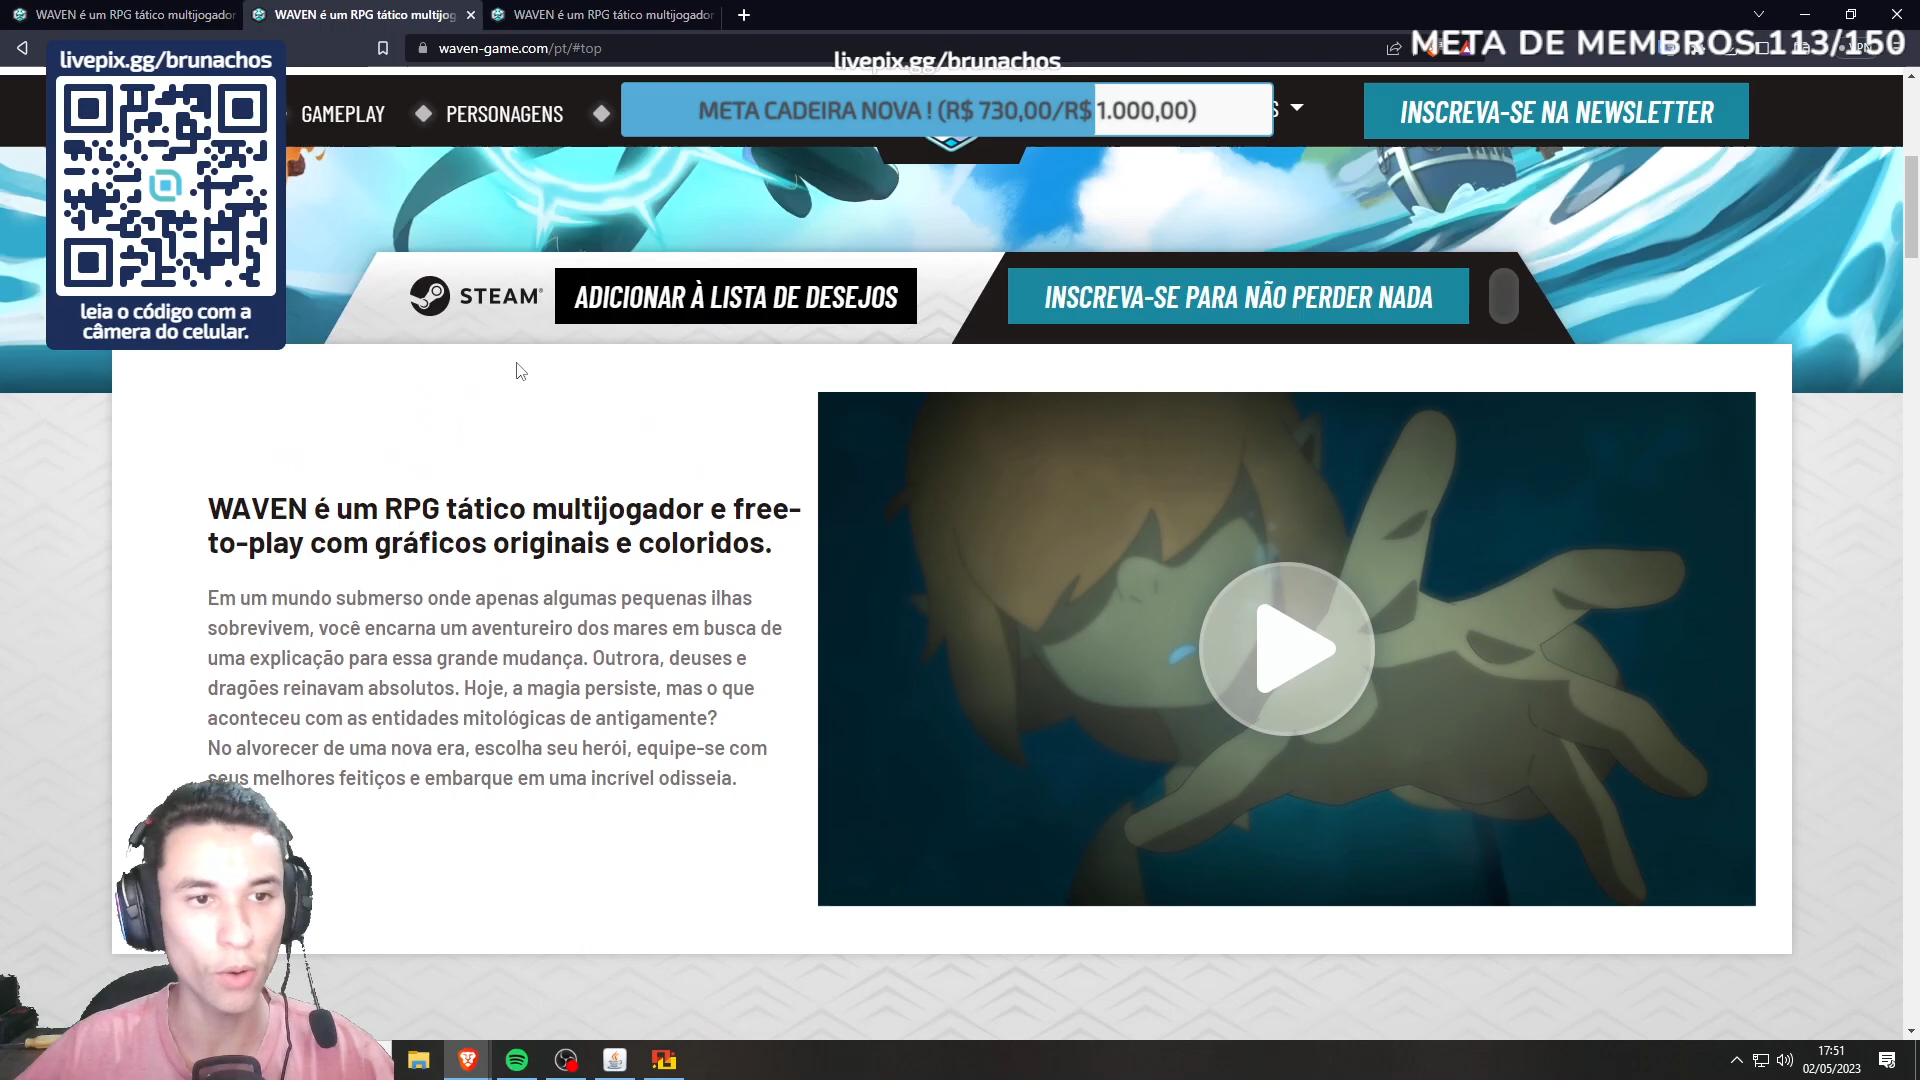 WAVEN é um RPG tático multijogador
WAVEN é um RPG tático multijog
WAVEN é um RPG tático multijogador
waven-game.com/pt/#top
META DE MEMBROS 113/150
livepix.gg/brunachos
livepix.gg/brunachos
GAMEPLAY
PERSONAGENS
META CADEIRA NOVA ! (R$ 730,00/R$ 1.000,00)
INSCREVA-SE NA NEWSLETTER
leia o código com a
câmera do celular.
STEAM
ADICIONAR À LISTA DE DESEJOS
INSCREVA-SE PARA NÃO PERDER NADA
WAVEN é um RPG tático multijogador e free-
to-play com gráficos originais e coloridos.
Em um mundo submerso onde apenas algumas pequenas ilhas
sobrevivem, você encarna um aventureiro dos mares em busca de
uma explicação para essa grande mudança. Outrora, deuses e
dragões reinavam absolutos. Hoje, a magia persiste, mas o que
aconteceu com as entidades mitológicas de antigamente?
No alvorecer de uma nova era, escolha seu herói, equipe-se com
seus melhores feitiços e embarque em uma incrível odisseia.
17:51
02/05/2023